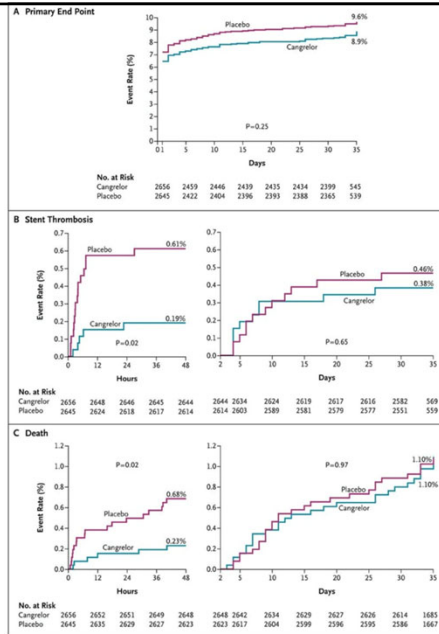 A Primary End Point
Event Rate (%)
10
9
8
7
6
5
4
3
2
1
0
Placebo
9.6%
Cangrelor
8.9%
P=0.25
0 1 5 10 15 20 25 30 35
Days
No. at Risk
Cangrelor 2656 2459 2446 2439 2435 2434 2399 545
Placebo 2645 2422 2404 2396 2393 2388 2365 539
B Stent Thrombosis
Event Rate (%)
0.7
0.6
0.5
0.4
0.3
0.2
0.1
0.0
Placebo
0.61%
0.19%
Cangrelor
P=0.02
0 12 24 36 48
Hours
0.7
0.6
0.5
0.4
0.3
0.2
0.1
0.0
Placebo
0.46%
0.38%
Cangrelor
P=0.65
2 5 10 15 20 25 30 35
Days
No. at Risk
Cangrelor 2656 2648 2646 2645 2644 2644 2634 2624 2619 2617 2616 2582 569
Placebo 2645 2624 2618 2617 2614 2614 2603 2589 2581 2579 2577 2551 559
C Death
Event Rate (%)
1.2
1.0
0.8
0.6
0.4
0.2
0.0
P=0.02
0.68%
Placebo
0.23%
Cangrelor
0 12 24 36 48
Hours
1.2
1.0
0.8
0.6
0.4
0.2
0.0
P=0.97
1.10%
Placebo
1.10%
Cangrelor
2 5 10 15 20 25 30 35
Days
No. at Risk
Cangrelor 2656 2652 2651 2649 2648 2648 2642 2634 2629 2627 2626 2614 1685
Placebo 2645 2635 2629 2627 2623 2623 2617 2604 2599 2596 2595 2586 1667